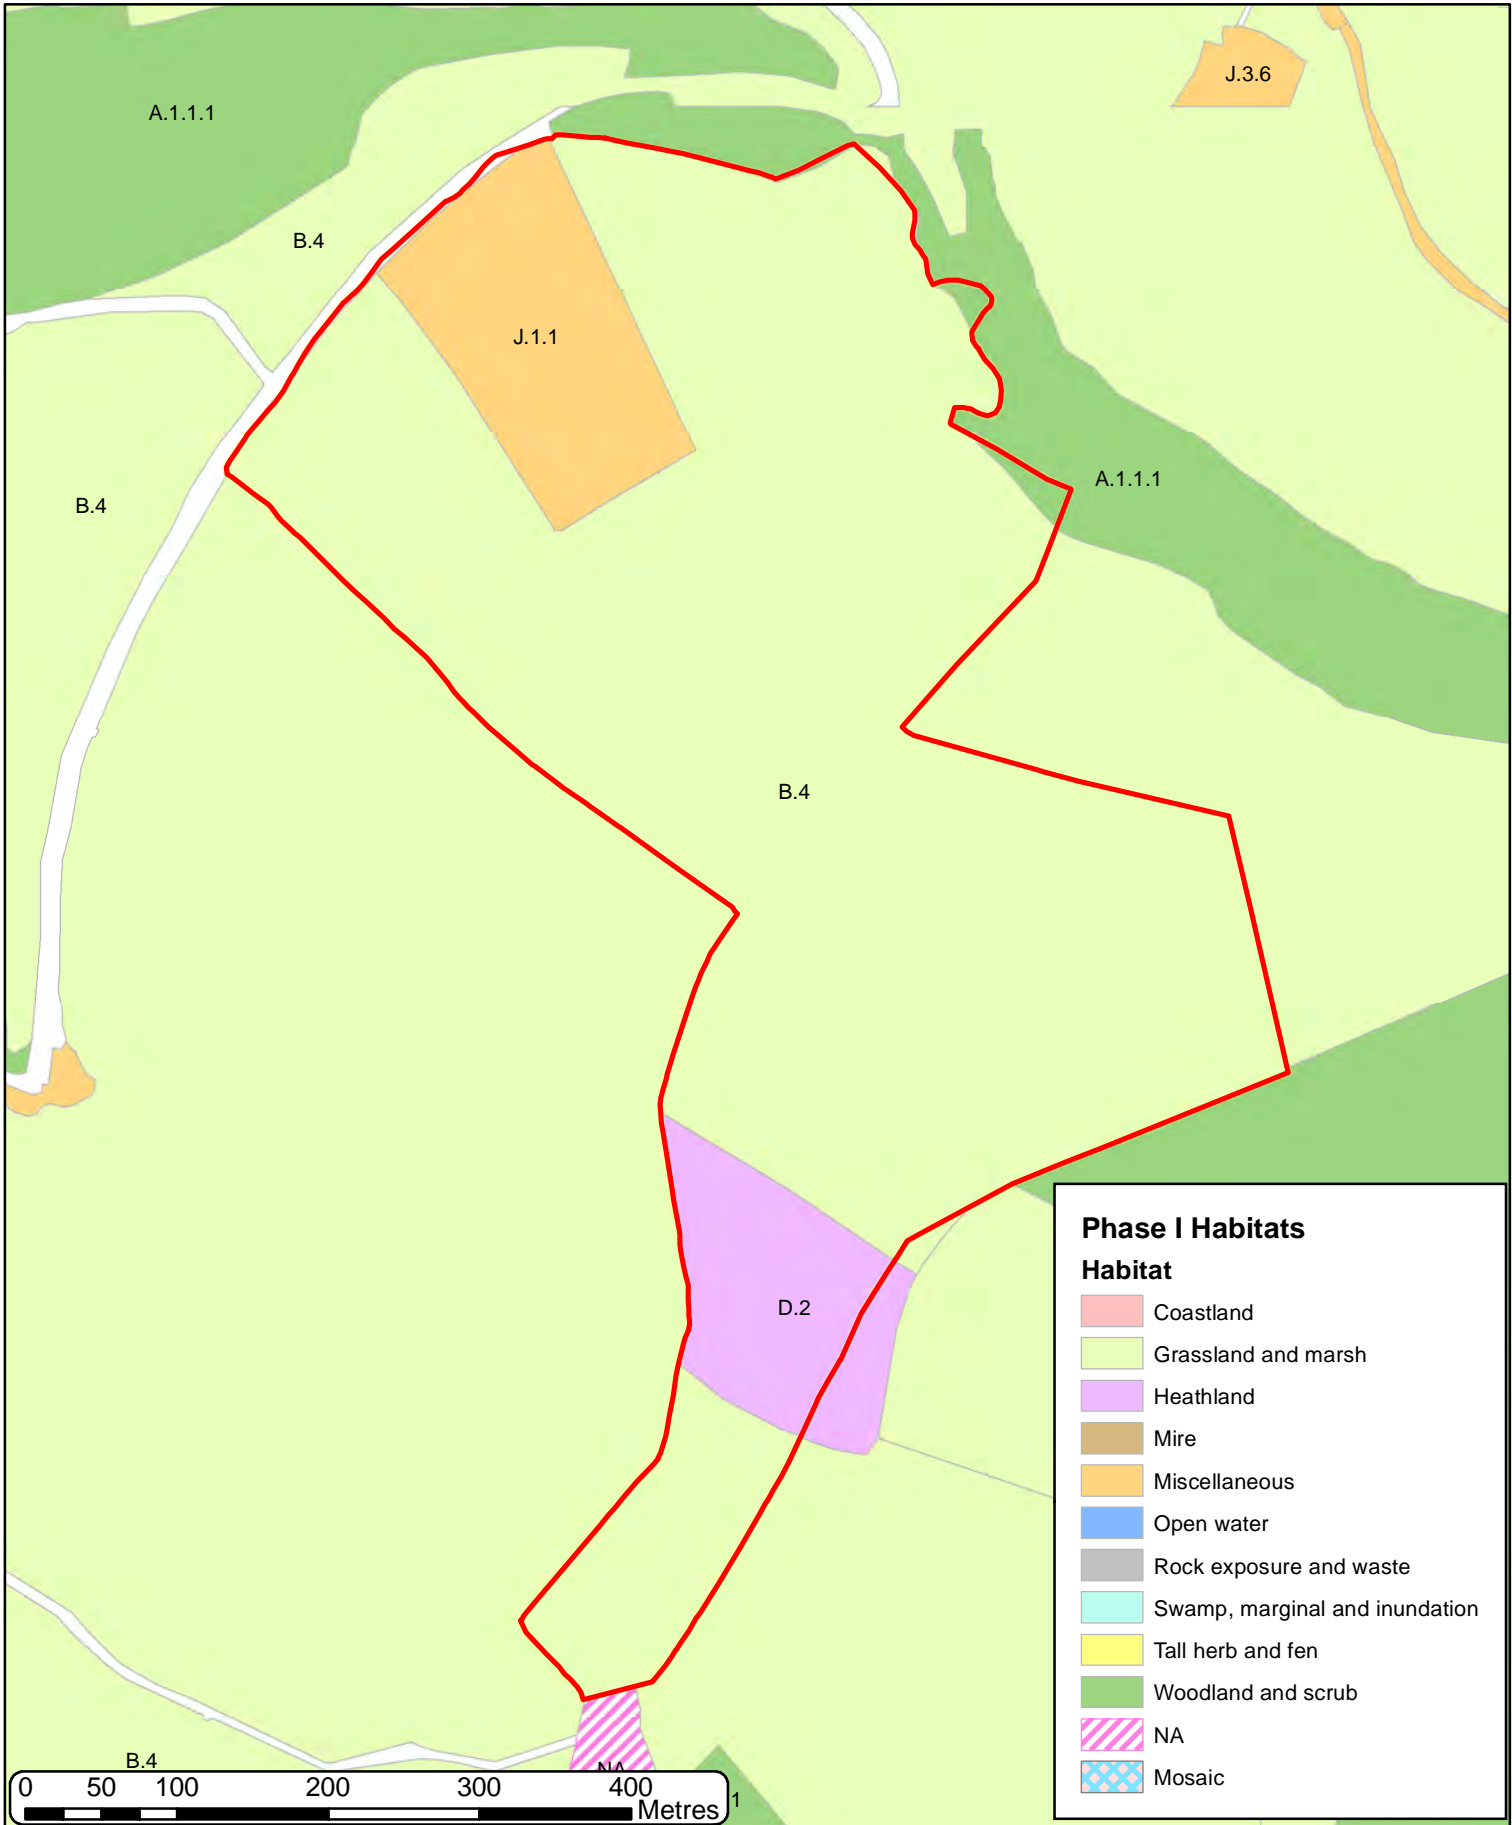 J.3.6
A.1.1.1
B.4
J.1.1
A.1.1.1
B.4
B.4
D.2
Phase I Habitats
Habitat
Coastland
Grassland and marsh
Heathland
Mire
Miscellaneous
Open water
Rock exposure and waste
Swamp, marginal and inundation
Tall herb and fen
Woodland and scrub
NA
Mosaic
B.4
NA
0 50 100 200 300 400
Metres
1